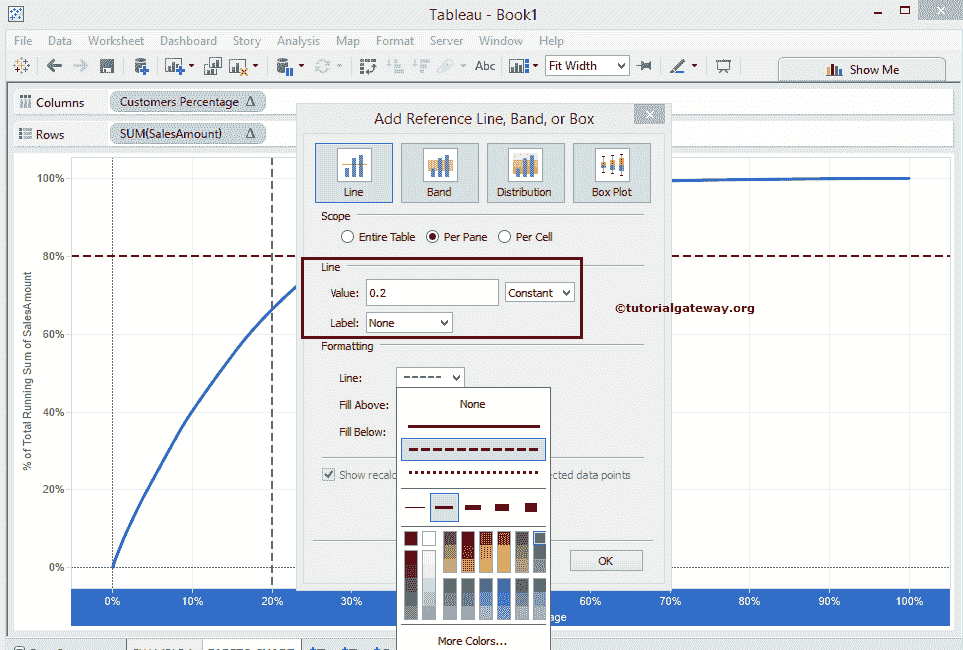 Tableau - Book1
File Data Worksheet Dashboard Story Analysis Map Format Server Window Help
Abc Fit Width Show Me
Columns Customers Percentage Δ
Rows SUM(SalesAmount) Δ
Add Reference Line, Band, or Box
Line Band Distribution Box Plot
Scope
Entire Table Per Pane Per Cell
Line
Value: 0.2 Constant
Label: None
©tutorialgateway.org
Formatting
Line:
Fill Above:
Fill Below:
None
Show recalc
cted data points
OK
More Colors...
% of Total Running Sum of SalesAmount
100%
80%
60%
40%
20%
0%
0% 10% 20% 30% 60% 70% 80% 90% 100%
age